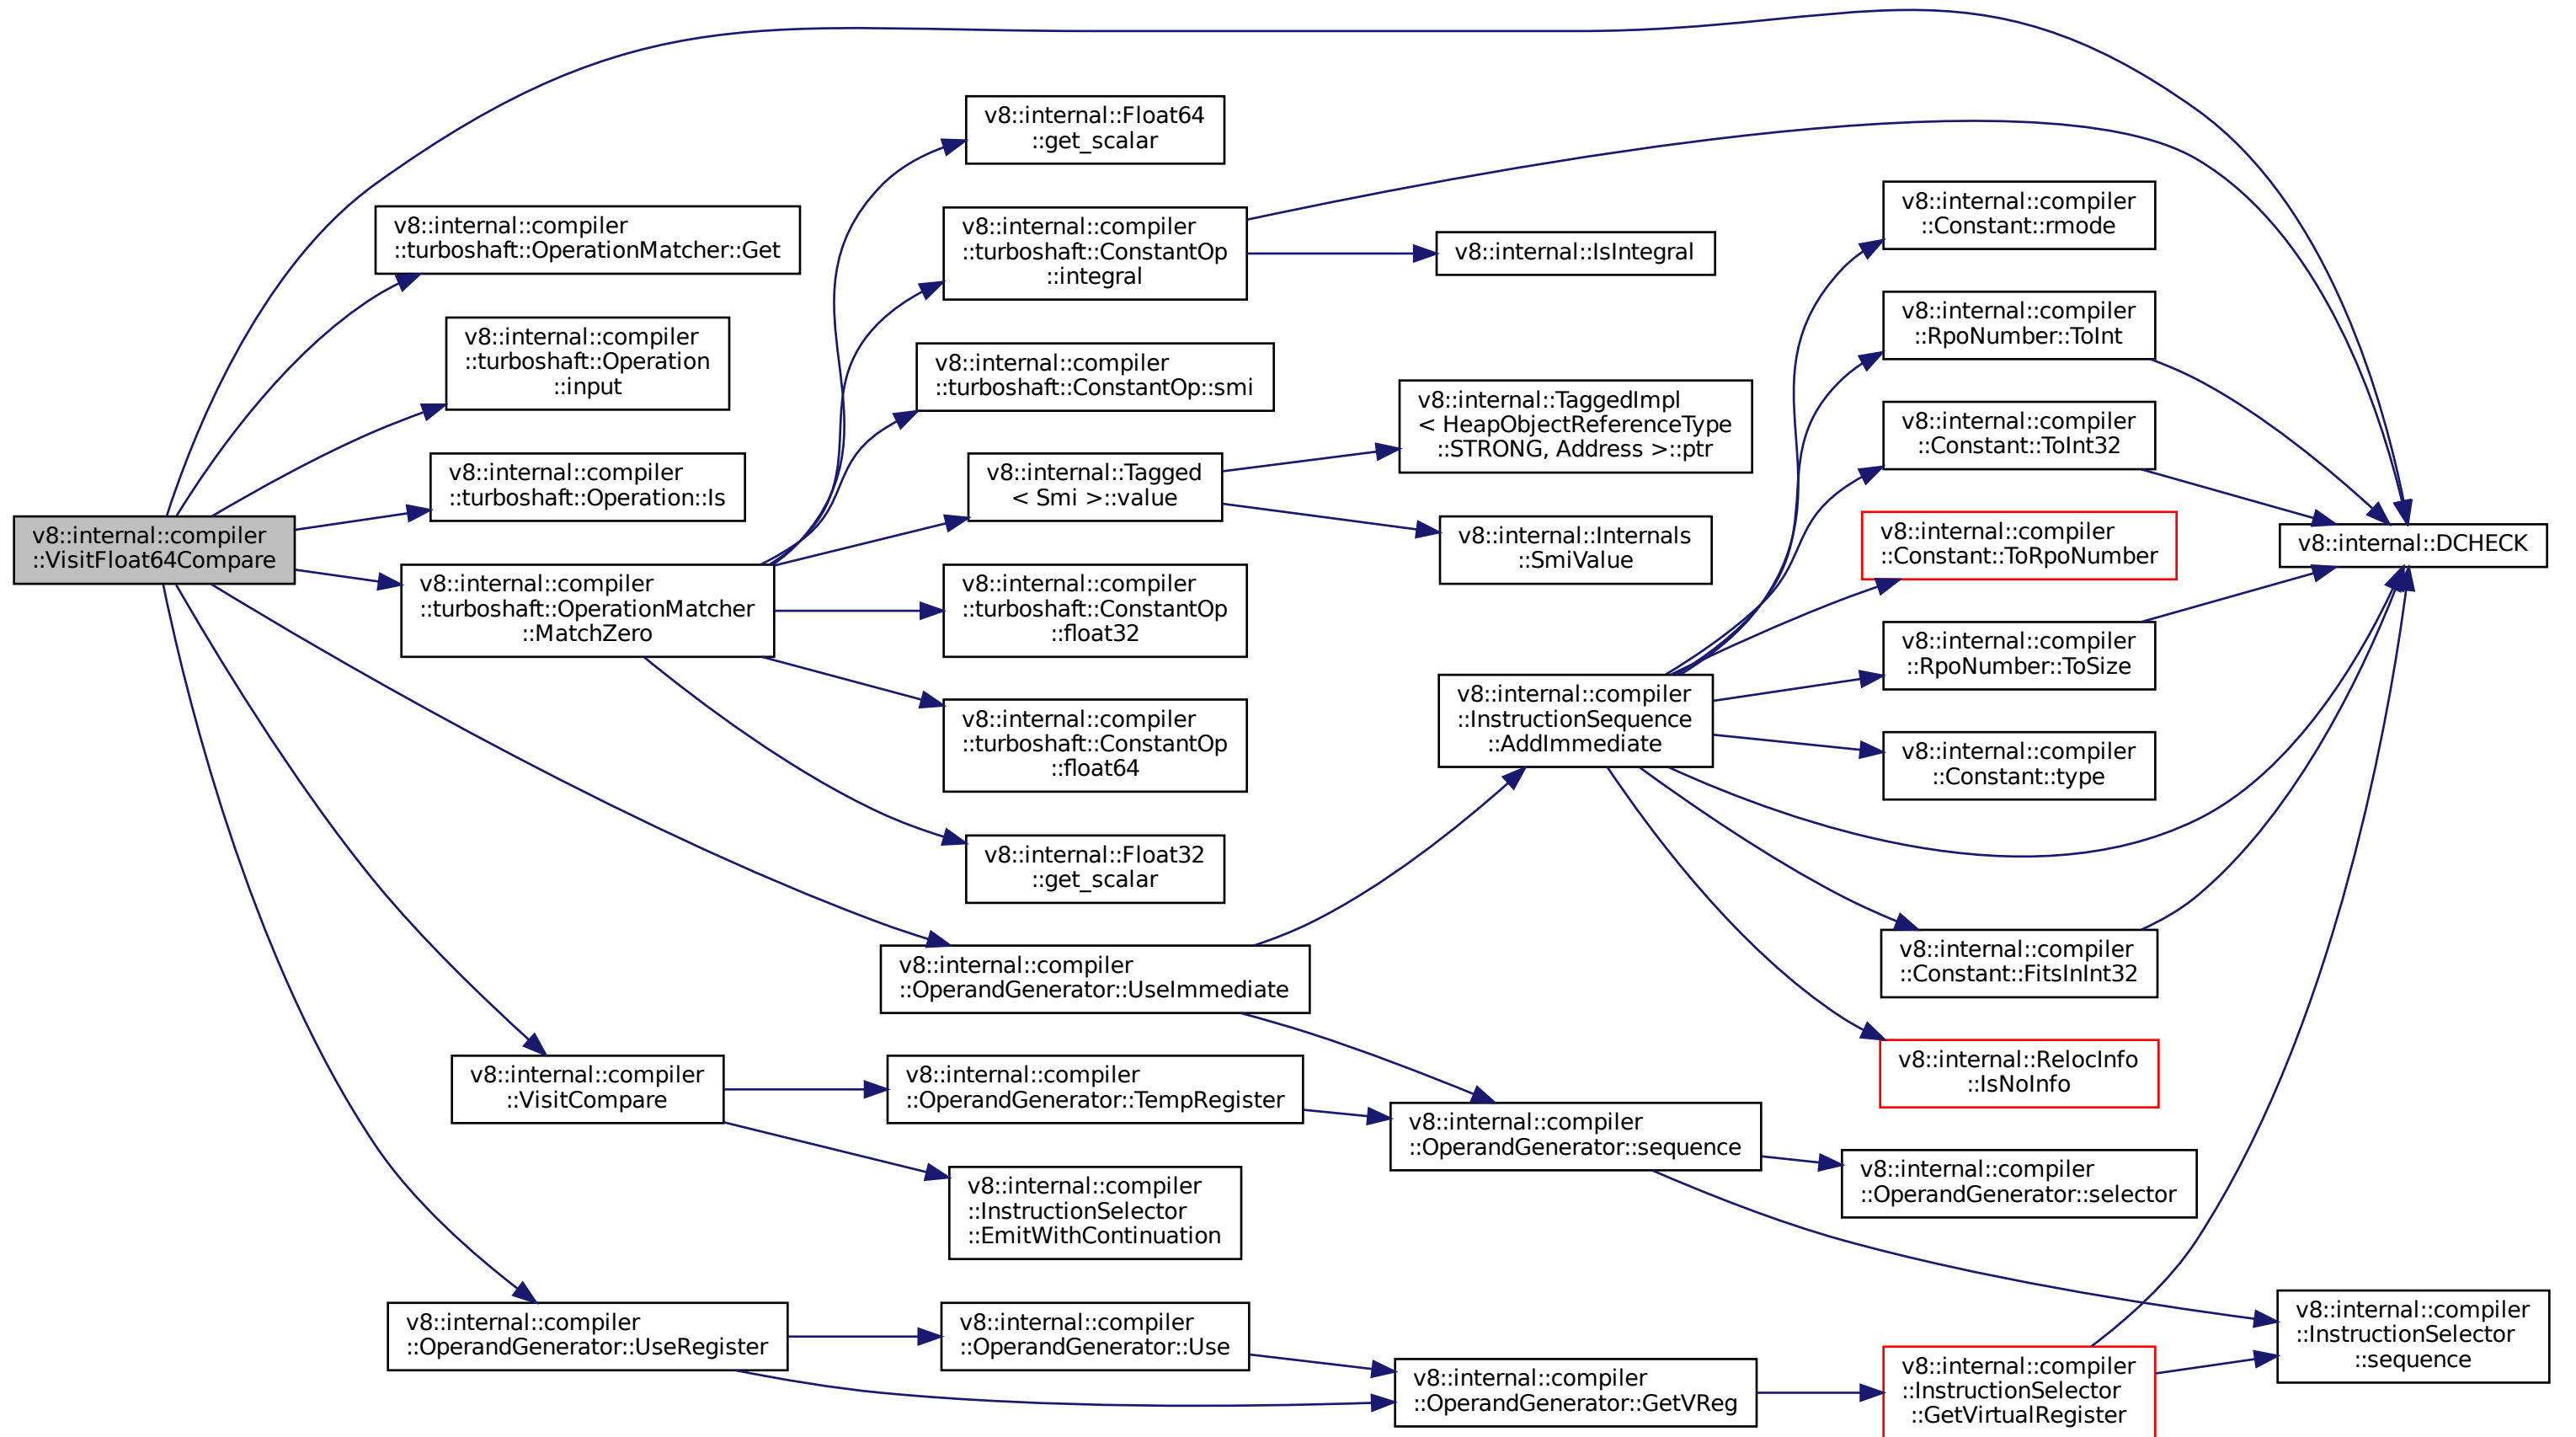 v8::internal::compiler
::VisitFloat64Compare
v8::internal::compiler
::turboshaft::OperationMatcher::Get
v8::internal::compiler
::turboshaft::Operation
::input
v8::internal::compiler
::turboshaft::Operation::Is
v8::internal::compiler
::turboshaft::OperationMatcher
::MatchZero
v8::internal::compiler
::VisitCompare
v8::internal::compiler
::OperandGenerator::UseRegister
v8::internal::Float64
::get_scalar
v8::internal::compiler
::turboshaft::ConstantOp
::integral
v8::internal::compiler
::turboshaft::ConstantOp::smi
v8::internal::Tagged
< Smi >::value
v8::internal::compiler
::turboshaft::ConstantOp
::float32
v8::internal::compiler
::turboshaft::ConstantOp
::float64
v8::internal::Float32
::get_scalar
v8::internal::compiler
::OperandGenerator::UseImmediate
v8::internal::compiler
::OperandGenerator::TempRegister
v8::internal::compiler
::InstructionSelector
::EmitWithContinuation
v8::internal::compiler
::OperandGenerator::Use
v8::internal::IsIntegral
v8::internal::TaggedImpl
< HeapObjectReferenceType
::STRONG, Address >::ptr
v8::internal::Internals
::SmiValue
v8::internal::compiler
::InstructionSequence
::AddImmediate
v8::internal::compiler
::OperandGenerator::sequence
v8::internal::compiler
::OperandGenerator::GetVReg
v8::internal::compiler
::Constant::rmode
v8::internal::compiler
::RpoNumber::ToInt
v8::internal::compiler
::Constant::ToInt32
v8::internal::compiler
::Constant::ToRpoNumber
v8::internal::compiler
::RpoNumber::ToSize
v8::internal::compiler
::Constant::type
v8::internal::compiler
::Constant::FitsInInt32
v8::internal::RelocInfo
::IsNoInfo
v8::internal::compiler
::OperandGenerator::selector
v8::internal::compiler
::InstructionSelector
::GetVirtualRegister
v8::internal::DCHECK
v8::internal::compiler
::InstructionSelector
::sequence